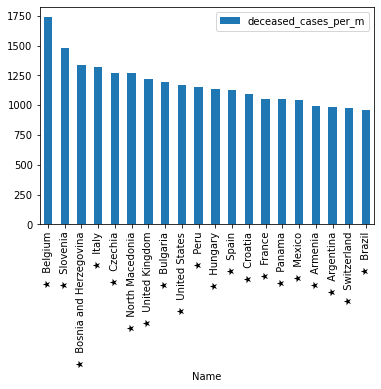 deceased_cases_per_m
1750
1500
1250
1000
750
500
250
0
★ Belgium
★ Slovenia
★ Bosnia and Herzegovina
★ Italy
★ Czechia
★ North Macedonia
★ United Kingdom
★ Bulgaria
★ United States
★ Peru
★ Hungary
★ Spain
★ Croatia
★ France
★ Panama
★ Mexico
★ Armenia
★ Argentina
★ Switzerland
★ Brazil
Name